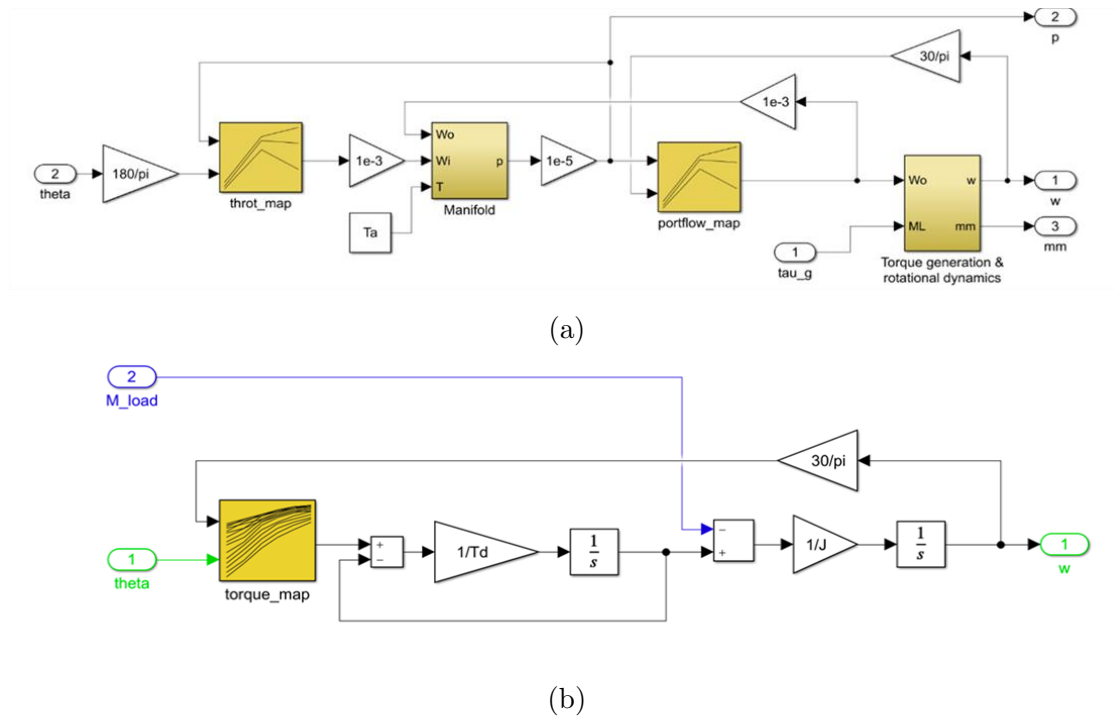 2
p
30/pi
1e-3
2
theta
180/pi
throt_map
1e-3
Wo
Wi
T
p
Manifold
Ta
1e-5
portflow_map
1
tau_g
Wo
ML
w
mm
Torque generation &
rotational dynamics
1
w
3
mm
(a)
2
M_load
30/pi
1
theta
torque_map
+
−
1/Td
1
s
−
+
1/J
1
s
1
w
(b)